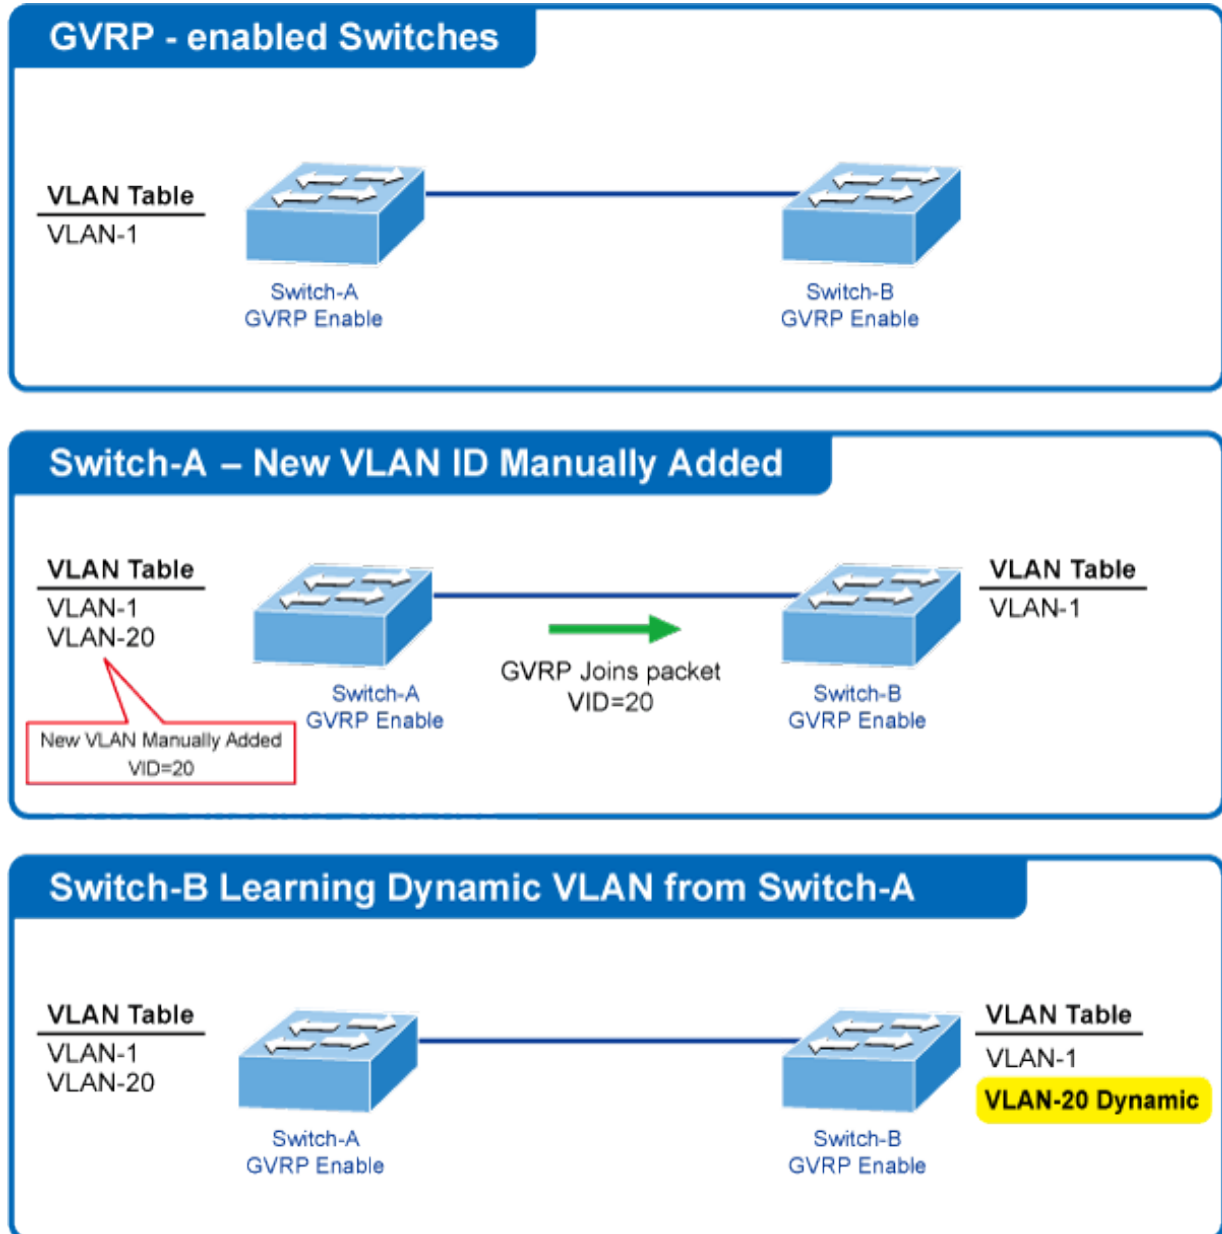 GVRP - enabled Switches
VLAN Table
VLAN-1
Switch-A
GVRP Enable
Switch-B
GVRP Enable
Switch-A – New VLAN ID Manually Added
VLAN Table
VLAN-1
VLAN-20
New VLAN Manually Added
VID=20
Switch-A
GVRP Enable
GVRP Joins packet
VID=20
Switch-B
GVRP Enable
VLAN Table
VLAN-1
Switch-B Learning Dynamic VLAN from Switch-A
VLAN Table
VLAN-1
VLAN-20
Switch-A
GVRP Enable
Switch-B
GVRP Enable
VLAN Table
VLAN-1
VLAN-20 Dynamic